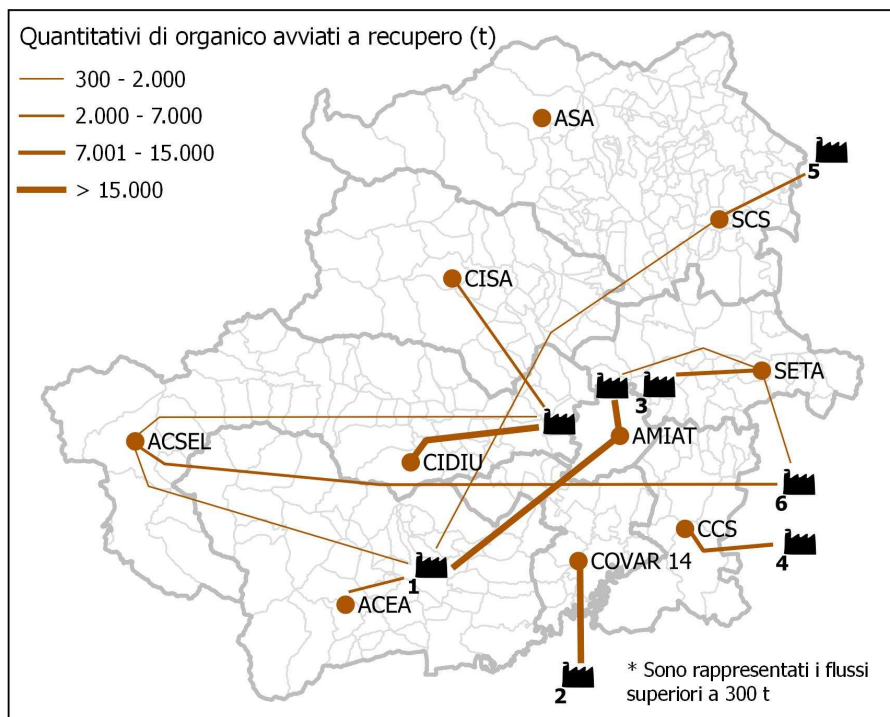 Quantitativi di organico avviati a recupero (t)
300 - 2.000
2.000 - 7.000
7.001 - 15.000
> 15.000
ASA
5
SCS
CISA
SETA
3
ACSEL
CIDIU
AMIAT
6
CCS
4
COVAR 14
1
ACEA
2
* Sono rappresentati i flussi
superiori a 300 t